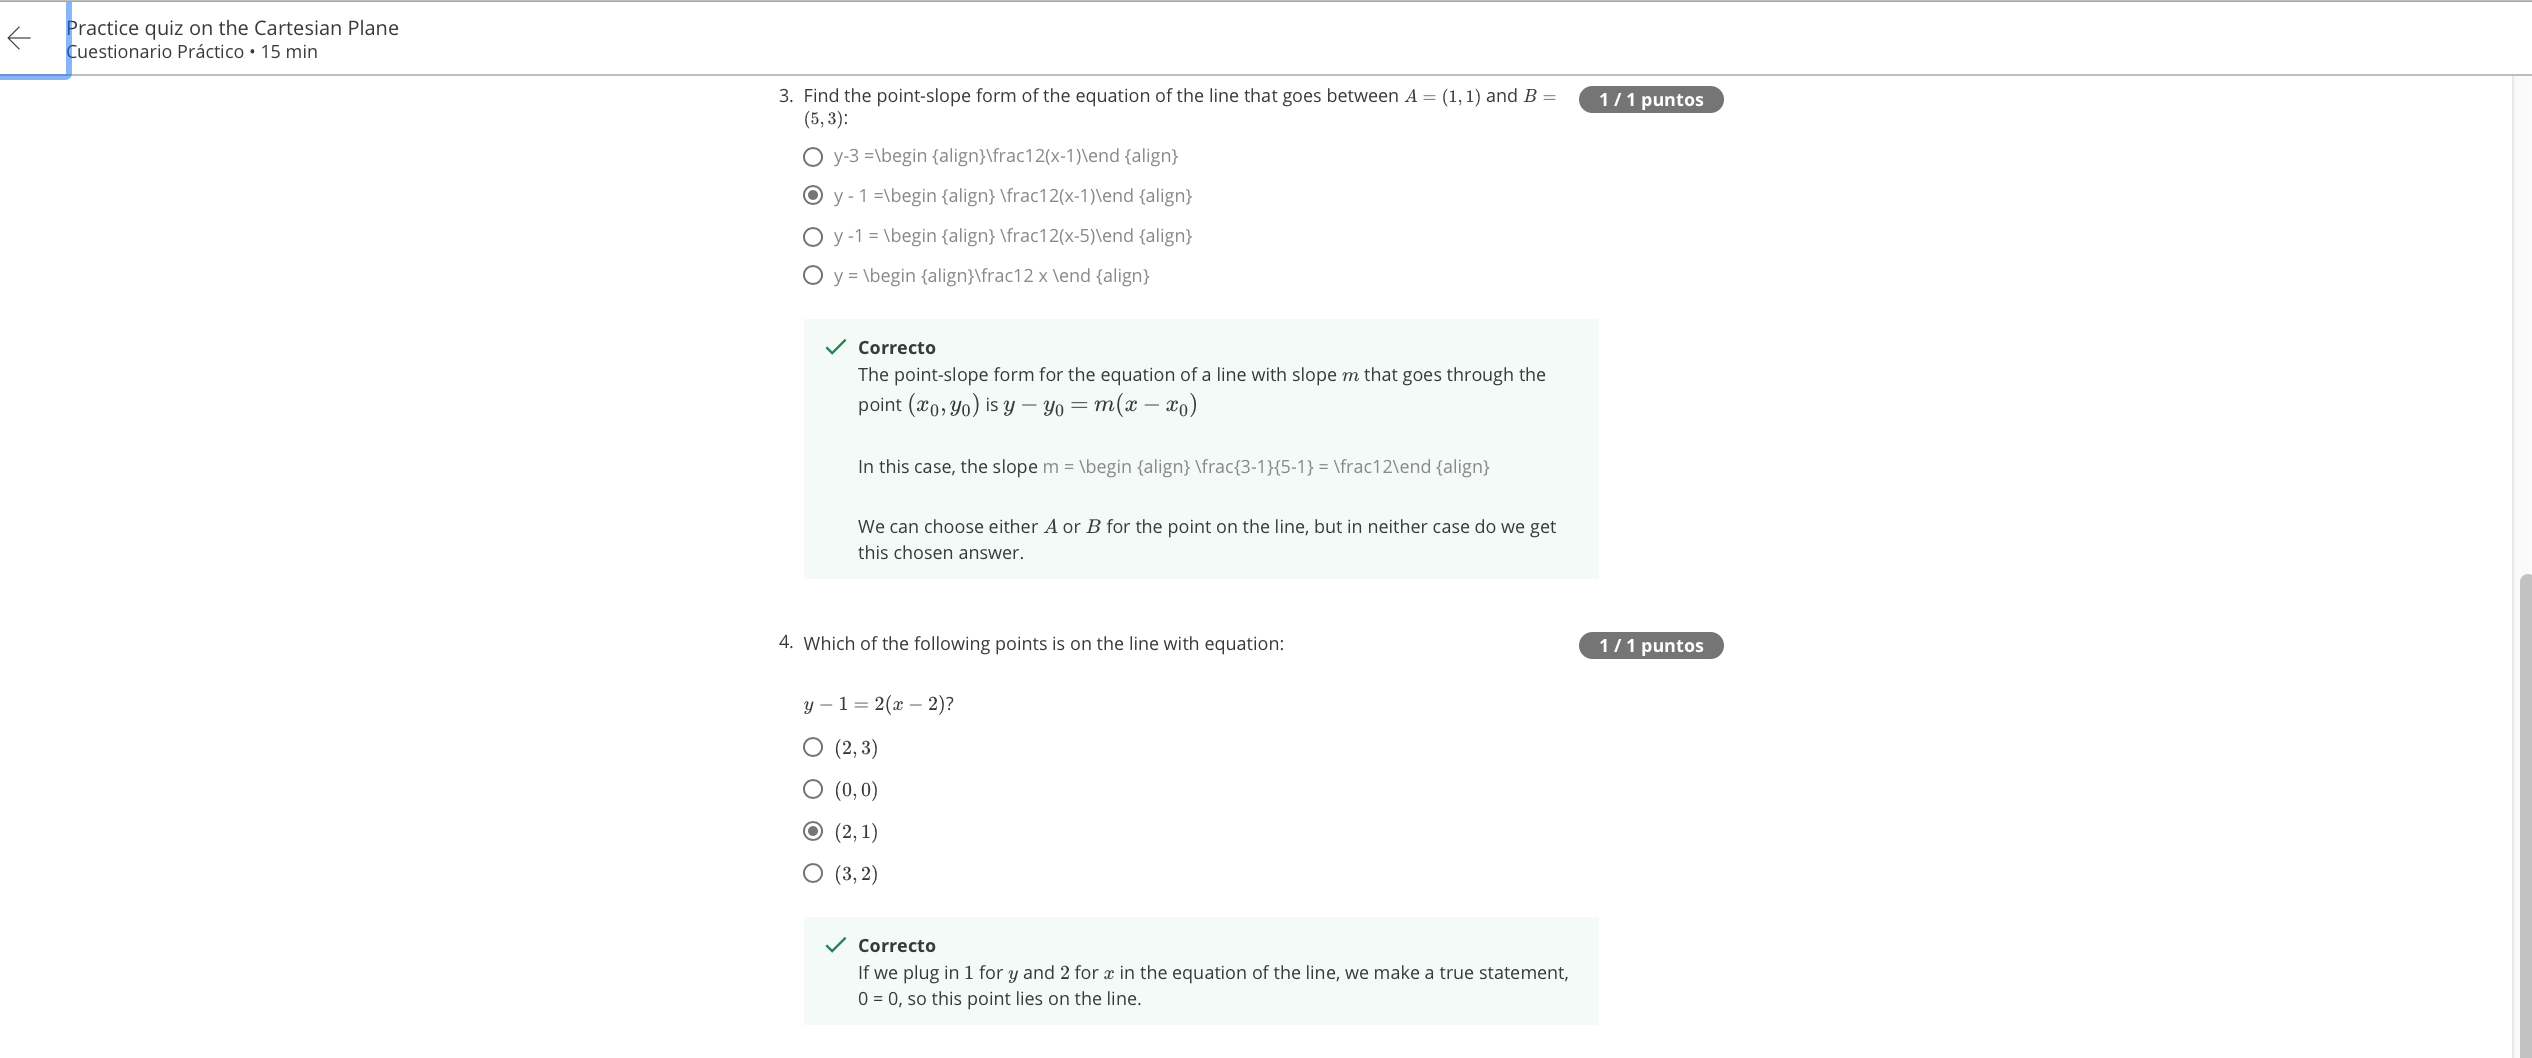 Practice quiz on the Cartesian Plane
Cuestionario Práctico • 15 min
3. Find the point-slope form of the equation of the line that goes between A = (1, 1) and B =
(5, 3):
1 / 1 puntos
y-3 =\begin {align}\frac12(x-1)\end {align}
y - 1 =\begin {align} \frac12(x-1)\end {align}
y -1 = \begin {align} \frac12(x-5)\end {align}
y = \begin {align}\frac12 x \end {align}
Correcto
The point-slope form for the equation of a line with slope m that goes through the
point (x₀, y₀) is y − y₀ = m(x − x₀)
In this case, the slope m = \begin {align} \frac{3-1}{5-1} = \frac12\end {align}
We can choose either A or B for the point on the line, but in neither case do we get
this chosen answer.
4. Which of the following points is on the line with equation:
1 / 1 puntos
y − 1 = 2(x − 2)?
(2, 3)
(0, 0)
(2, 1)
(3, 2)
Correcto
If we plug in 1 for y and 2 for x in the equation of the line, we make a true statement,
0 = 0, so this point lies on the line.